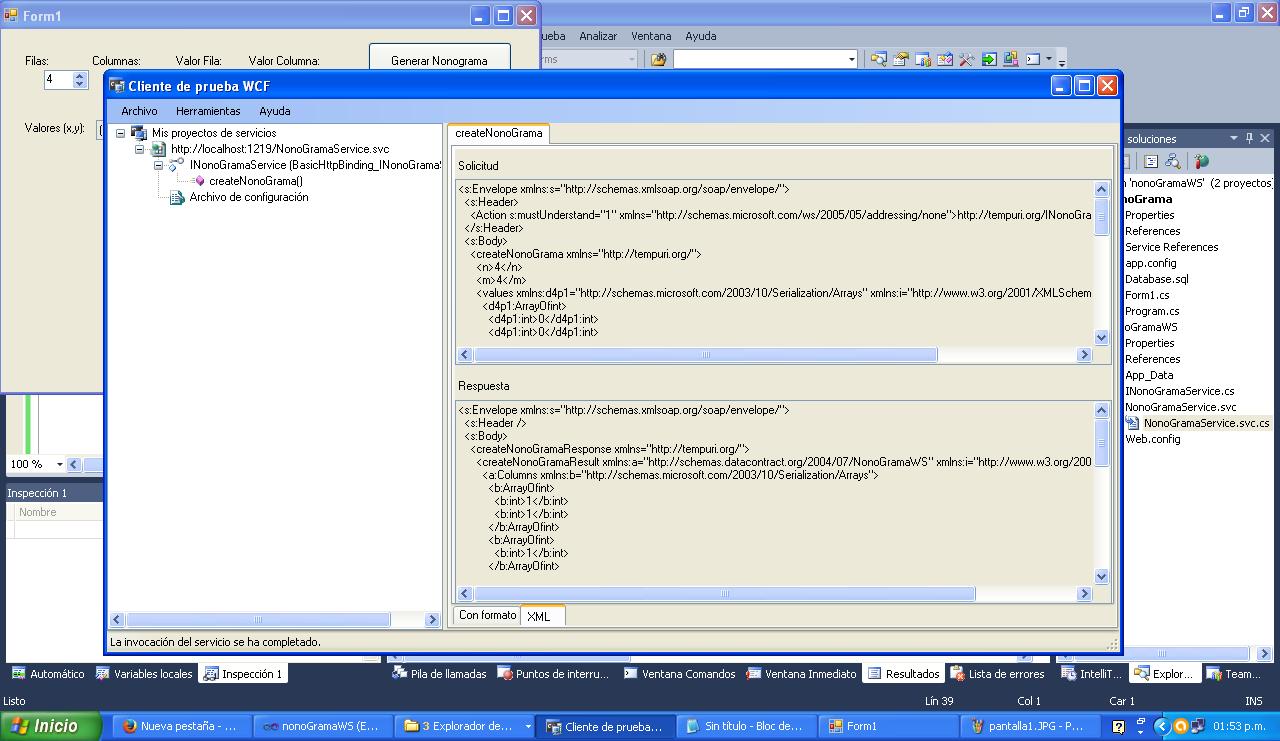 Form1
Filas:
Columnas:
Valor Fila:
Valor Columna:
Generar Nonograma
4
Valores (x,y):
Analizar Ventana Ayuda
Cliente de prueba WCF
Archivo Herramientas Ayuda
Mis proyectos de servicios
http://localhost:1219/NonoGramaService.svc
INonoGramaService (BasicHttpBinding_INonoGramaS
createNonoGrama()
Archivo de configuración
createNonoGrama
Solicitud
<s:Envelope xmlns:s="http://schemas.xmlsoap.org/soap/envelope/">
<s:Header>
<Action s:mustUnderstand="1" xmlns="http://schemas.microsoft.com/ws/2005/05/addressing/none">http://tempuri.org/INonoGra
</s:Header>
<s:Body>
<createNonoGrama xmlns="http://tempuri.org/">
<n>4</n>
<m>4</m>
<values xmlns:d4p1="http://schemas.microsoft.com/2003/10/Serialization/Arrays" xmlns:i="http://www.w3.org/2001/XMLSchem
<d4p1:ArrayOfint>
<d4p1:int>0</d4p1:int>
<d4p1:int>0</d4p1:int>
Respuesta
<s:Envelope xmlns:s="http://schemas.xmlsoap.org/soap/envelope/">
<s:Header />
<s:Body>
<createNonoGramaResponse xmlns="http://tempuri.org/">
<createNonoGramaResult xmlns:a="http://schemas.datacontract.org/2004/07/NonoGramaWS" xmlns:i="http://www.w3.org/200
<a:Columns xmlns:b="http://schemas.microsoft.com/2003/10/Serialization/Arrays">
<b:ArrayOfint>
<b:int>1</b:int>
<b:int>1</b:int>
</b:ArrayOfint>
<b:ArrayOfint>
<b:int>1</b:int>
</b:ArrayOfint>
Con formato XML
La invocación del servicio se ha completado.
soluciones
n 'nonoGramaWS' (2 proyectos)
noGrama
Properties
References
Service References
app.config
Database.sql
Form1.cs
Program.cs
oGramaWS
Properties
References
App_Data
INonoGramaService.cs
NonoGramaService.svc
NonoGramaService.svc.cs
Web.config
100 %
Inspección 1
Nombre
Automático Variables locales Inspección 1 Pila de llamadas Puntos de interru... Ventana Comandos Ventana Inmediato Resultados Lista de errores IntelliT... Explor... Team...
Listo Lín 39 Col 1 Car 1 INS
Inicio Nueva pestaña - ... nonoGramaWS (E... 3 Explorador de... Cliente de prueba... Sin título - Bloc de... Form1 pantalla1.JPG - P... 01:53 p.m.